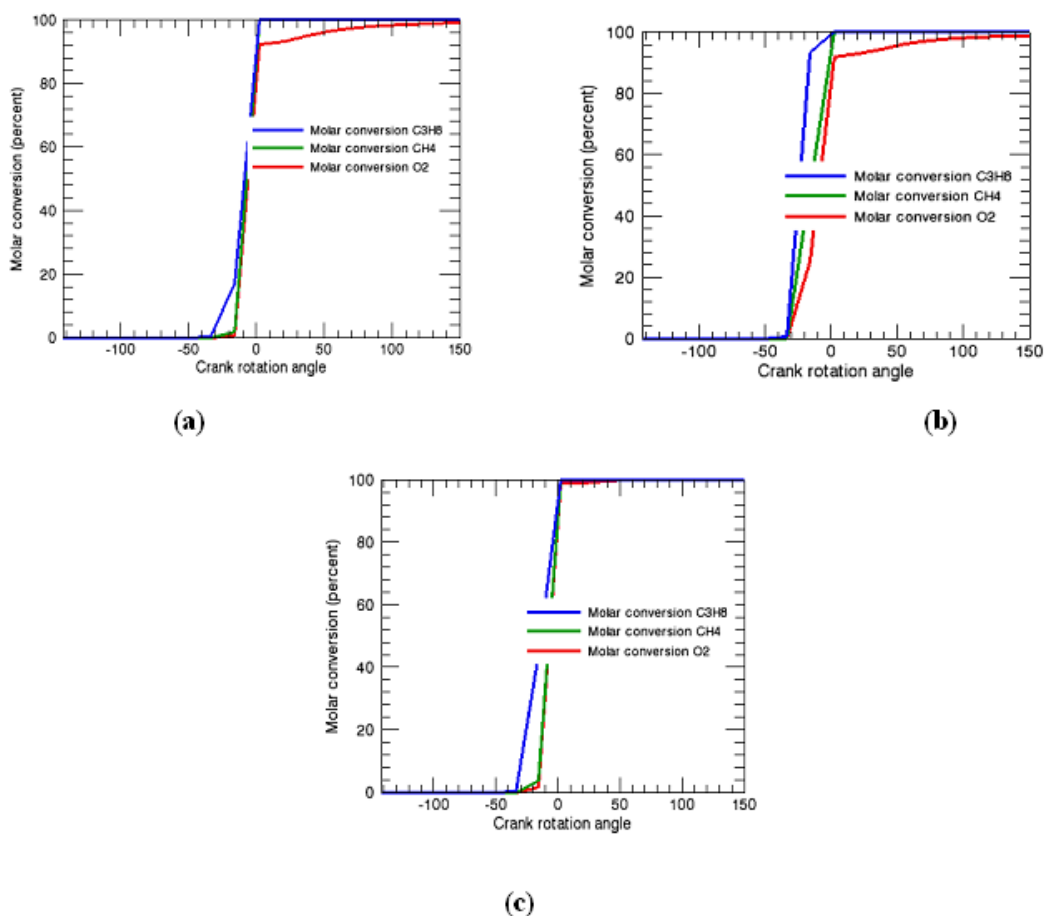 100
80
60
40
20
0
Molar conversion (percent)
Molar conversion C3H8
Molar conversion CH4
Molar conversion O2
-100 -50 0 50 100 150
Crank rotation angle
(a)
100
80
60
40
20
0
Molar conversion (percent)
Molar conversion C3H8
Molar conversion CH4
Molar conversion O2
-100 -50 0 50 100 150
Crank rotation angle
(b)
100
80
60
40
20
0
Molar conversion (percent)
Molar conversion C3H8
Molar conversion CH4
Molar conversion O2
-100 -50 0 50 100 150
Crank rotation angle
(c)